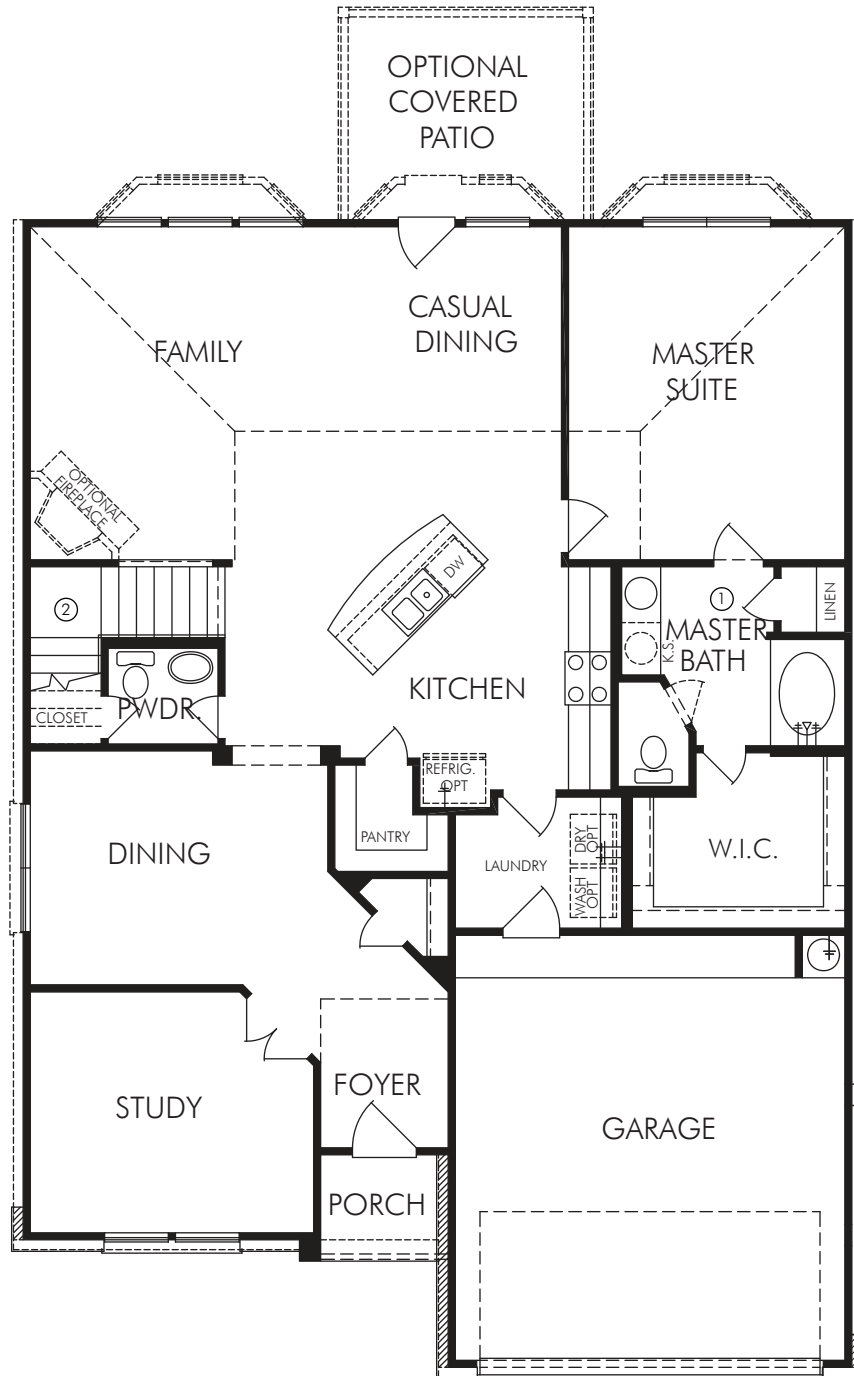 OPTIONAL
COVERED
PATIO
CASUAL
DINING
FAMILY
MASTER
SUITE
OPTIONAL
FIREPLACE
DW
2
1
LINEN
MASTER
BATH
K.S.
KITCHEN
PWDR.
CLOSET
REFRIG.
OPT
PANTRY
DINING
LAUNDRY
DRY
OPT
WASH
OPT
W.I.C.
FOYER
STUDY
GARAGE
PORCH